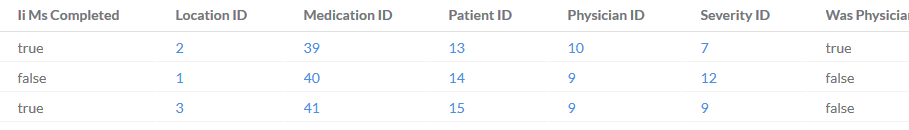 Ii Ms Completed Location ID Medication ID Patient ID Physician ID Severity ID Was Physician
true 2 39 13 10 7 true
false 1 40 14 9 12 false
true 3 41 15 9 9 false